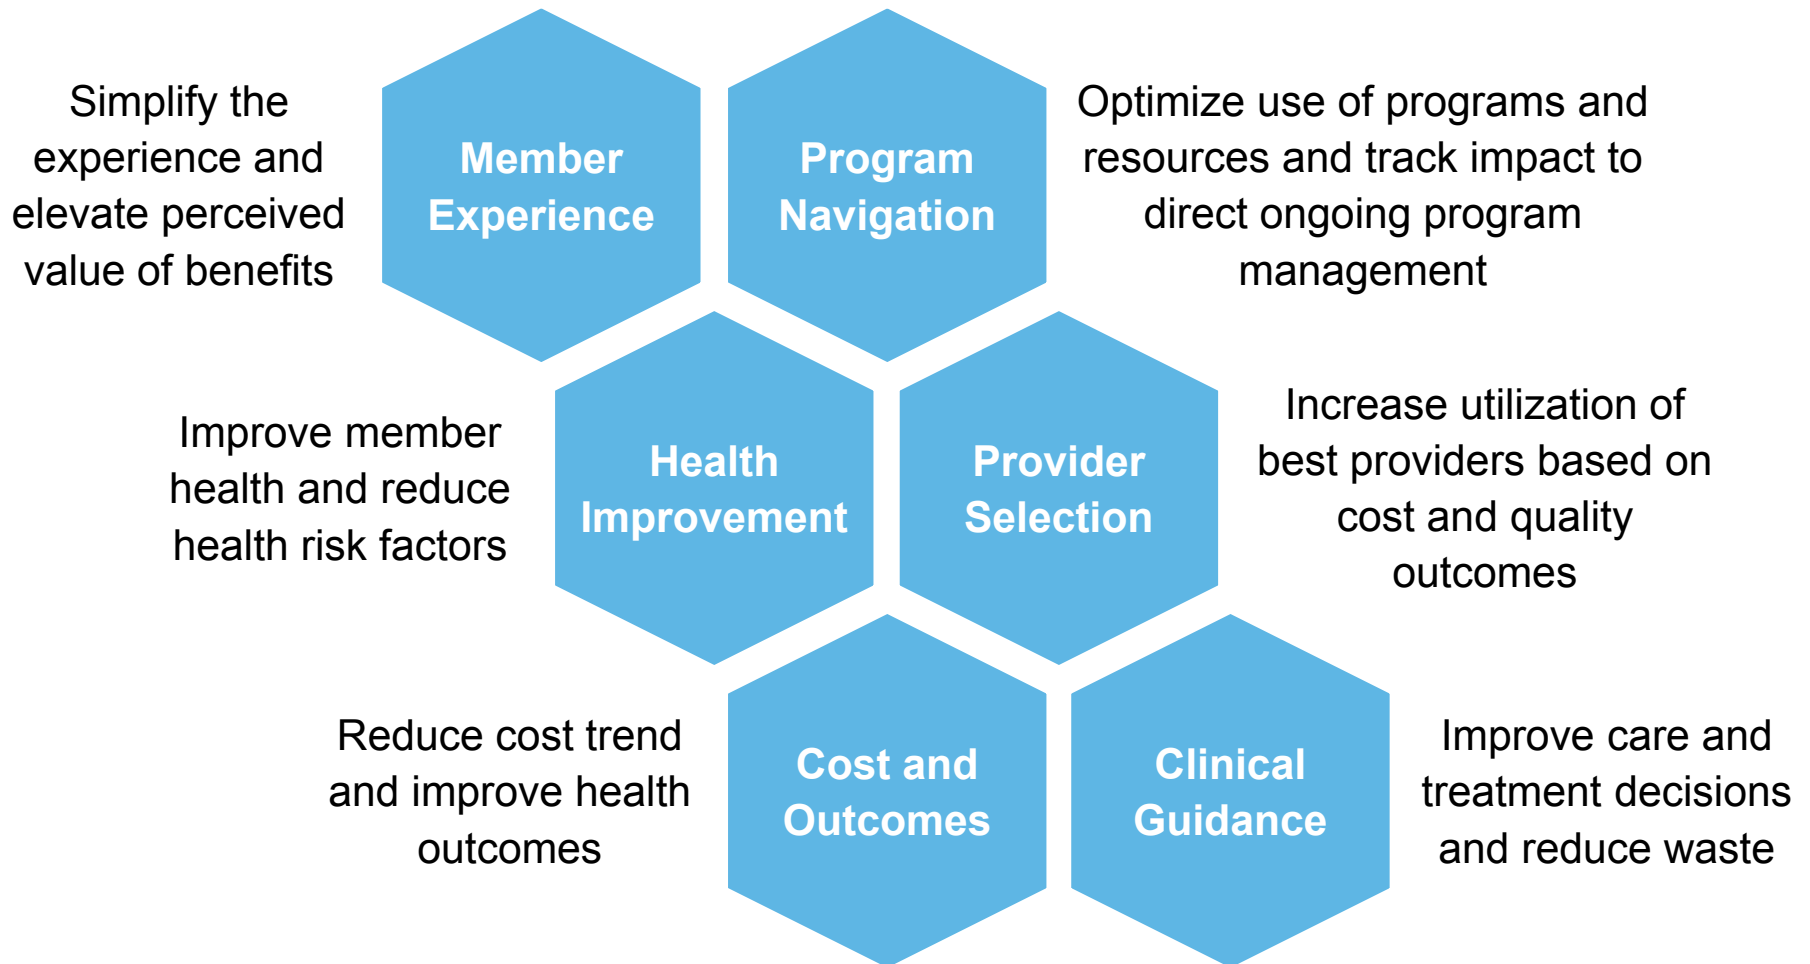 Simplify the
experience and
elevate perceived
value of benefits
Member
Experience
Program
Navigation
Optimize use of programs and
resources and track impact to
direct ongoing program
management
Improve member
health and reduce
health risk factors
Health
Improvement
Provider
Selection
Increase utilization of
best providers based on
cost and quality
outcomes
Reduce cost trend
and improve health
outcomes
Cost and
Outcomes
Clinical
Guidance
Improve care and
treatment decisions
and reduce waste